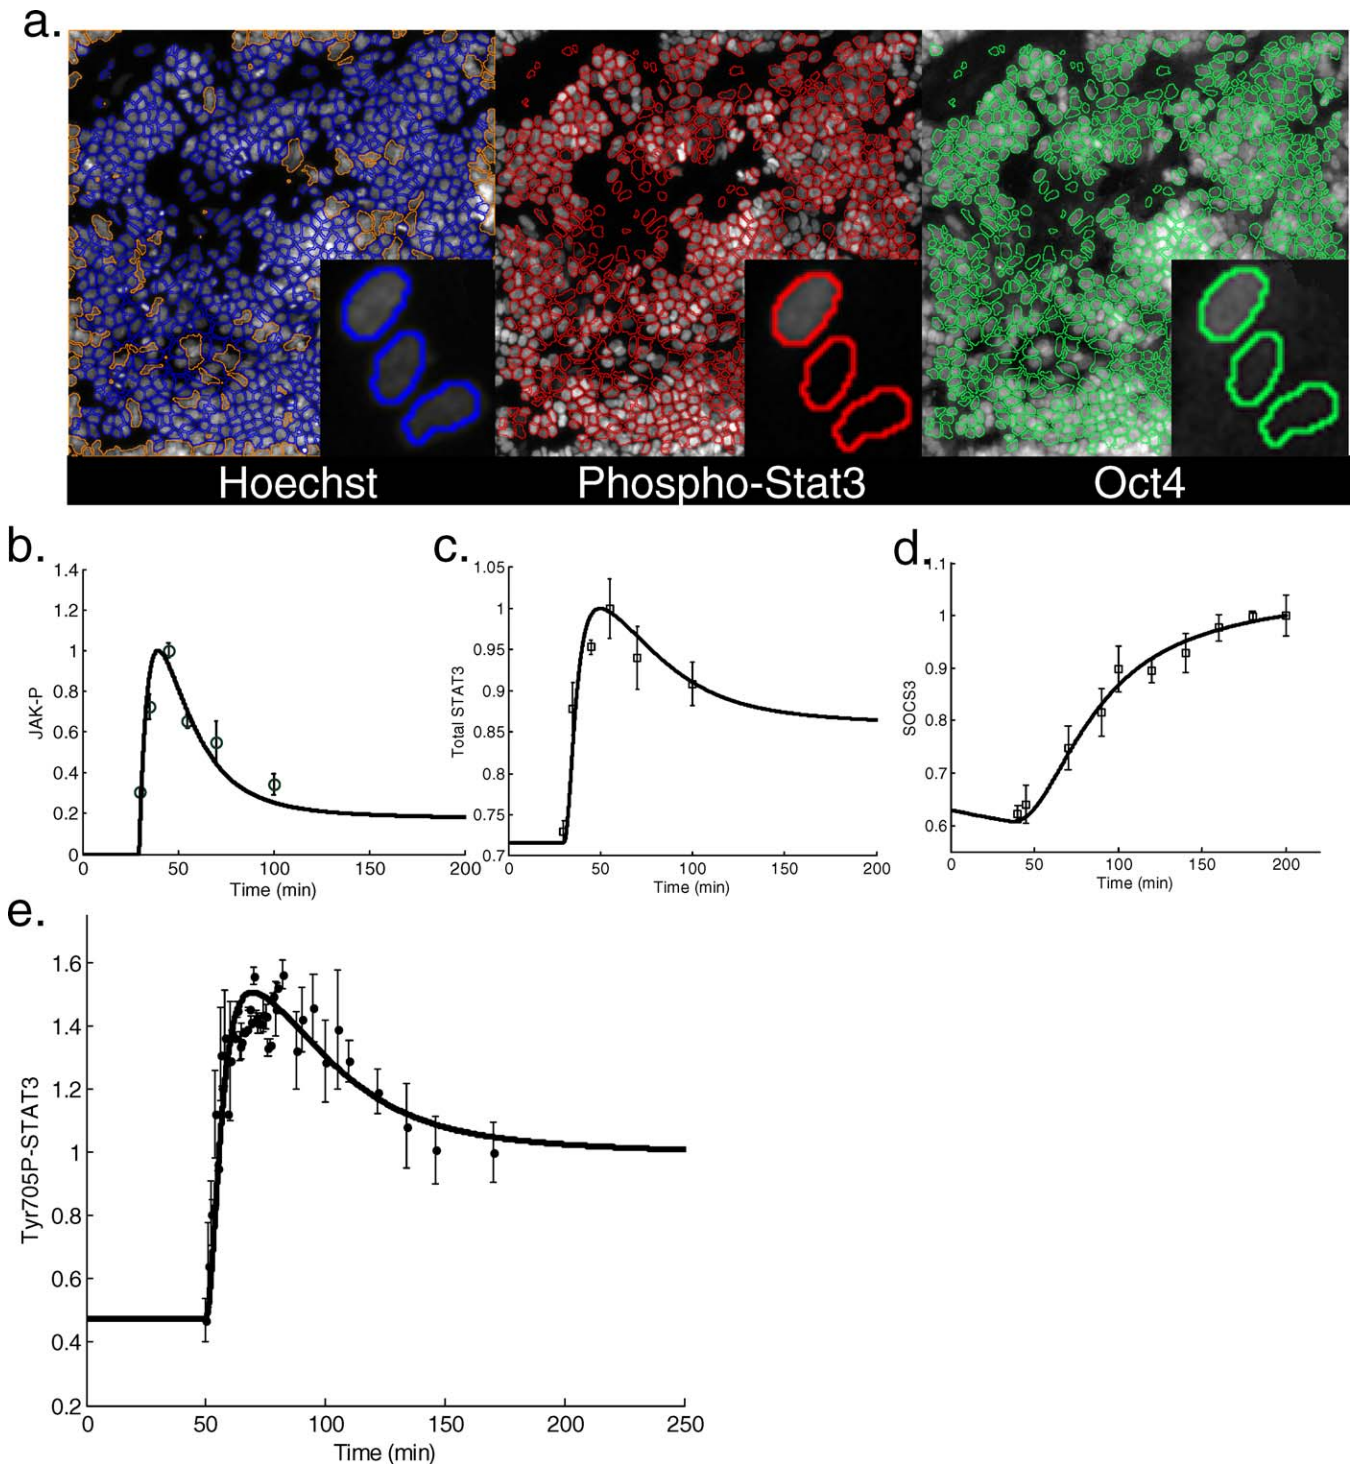 a.
Hoechst Phospho-Stat3 Oct4
b.
1.4
1.2
1
0.8
0.6
0.4
0.2
0
JAK-P
0 50 100 150 200
Time (min)
c.
1.05
1
0.95
0.9
0.85
0.8
0.75
0.7
Total STAT3
0 50 100 150 200
Time (min)
d.
1.1
1
0.9
0.8
0.7
0.6
SOCS3
0 50 100 150 200
Time (min)
e.
1.6
1.4
1.2
1
0.8
0.6
0.4
0.2
Tyr705P-STAT3
0 50 100 150 200 250
Time (min)